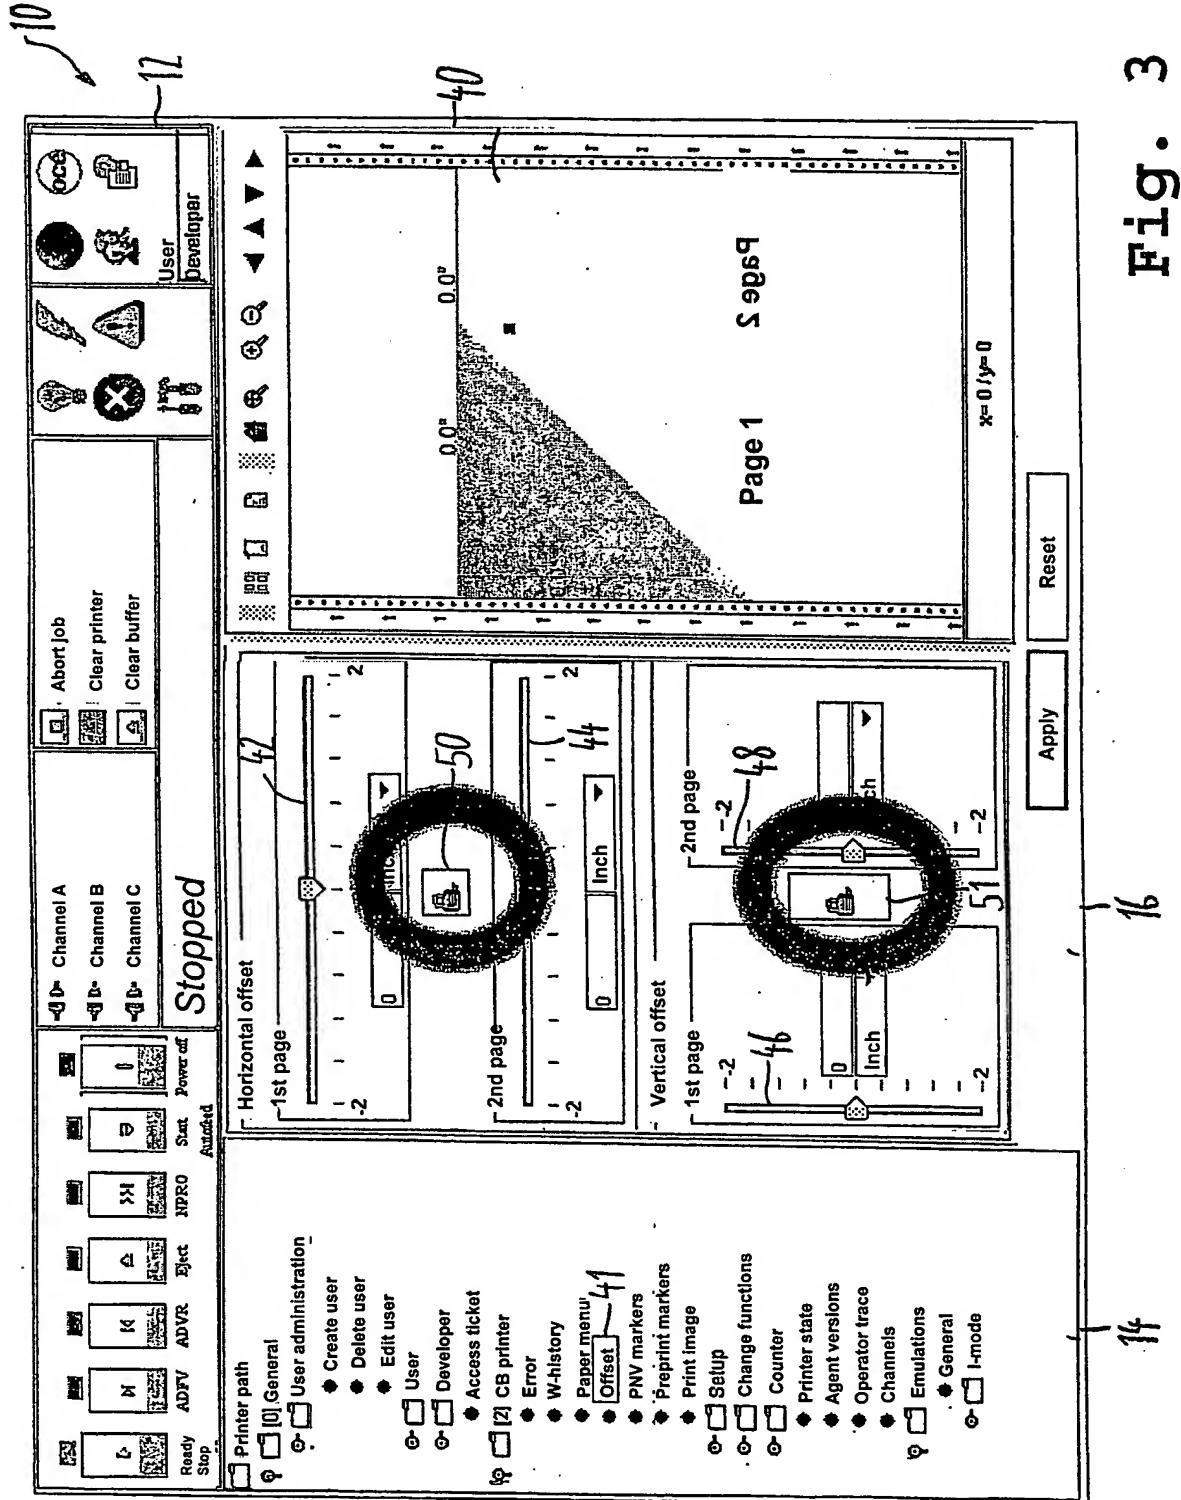 10
12
Ready
Stop
ADFV
ADVR
Eject
NPRO
Start
Autofeed
Power off
Channel A
Channel B
Channel C
Stopped
Abort job
Clear printer
Clear buffer
océ
User
Developer
Printer path
[0] General
User administration
Create user
Delete user
Edit user
User
Developer
Access ticket
[2] CB printer
Error
W-history
Paper menu
Offset
41
PNV markers
Preprint markers
Print image
Setup
Change functions
Counter
Printer state
Agent versions
Operator trace
Channels
Emulations
General
I-mode
14
Horizontal offset
42
1st page
-2
2
0
50
2nd page
44
-2
2
0
Inch
Vertical offset
1st page
-2
46
-2
0
Inch
51
2nd page
-2
48
-2
16
40
0.0"
0.0"
Page 1
Page 2
x= 0 /y= 0
Apply
Reset
Fig. 3